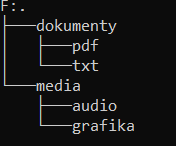 F:.
├───dokumenty
│   ├───pdf
│   └───txt
└───media
    ├───audio
    └───grafika